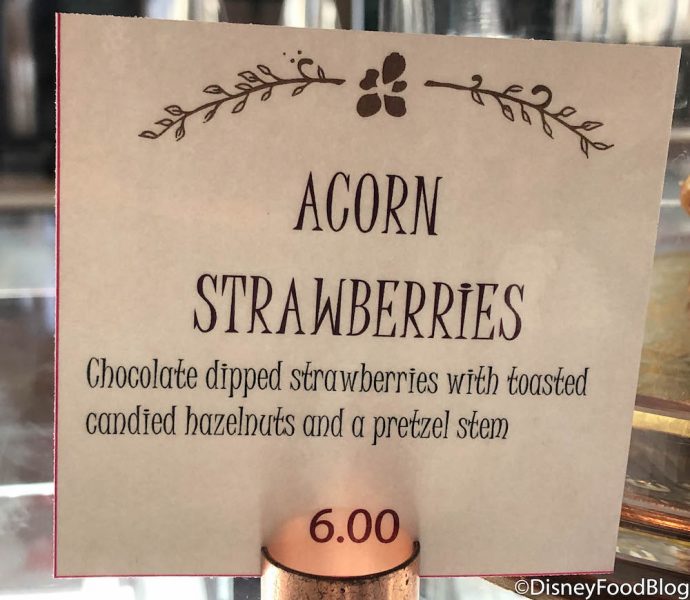 ACORN
STRAWBERRIES
Chocolate dipped strawberries with toasted
candied hazelnuts and a pretzel stem
6.00
©DisneyFoodBlog